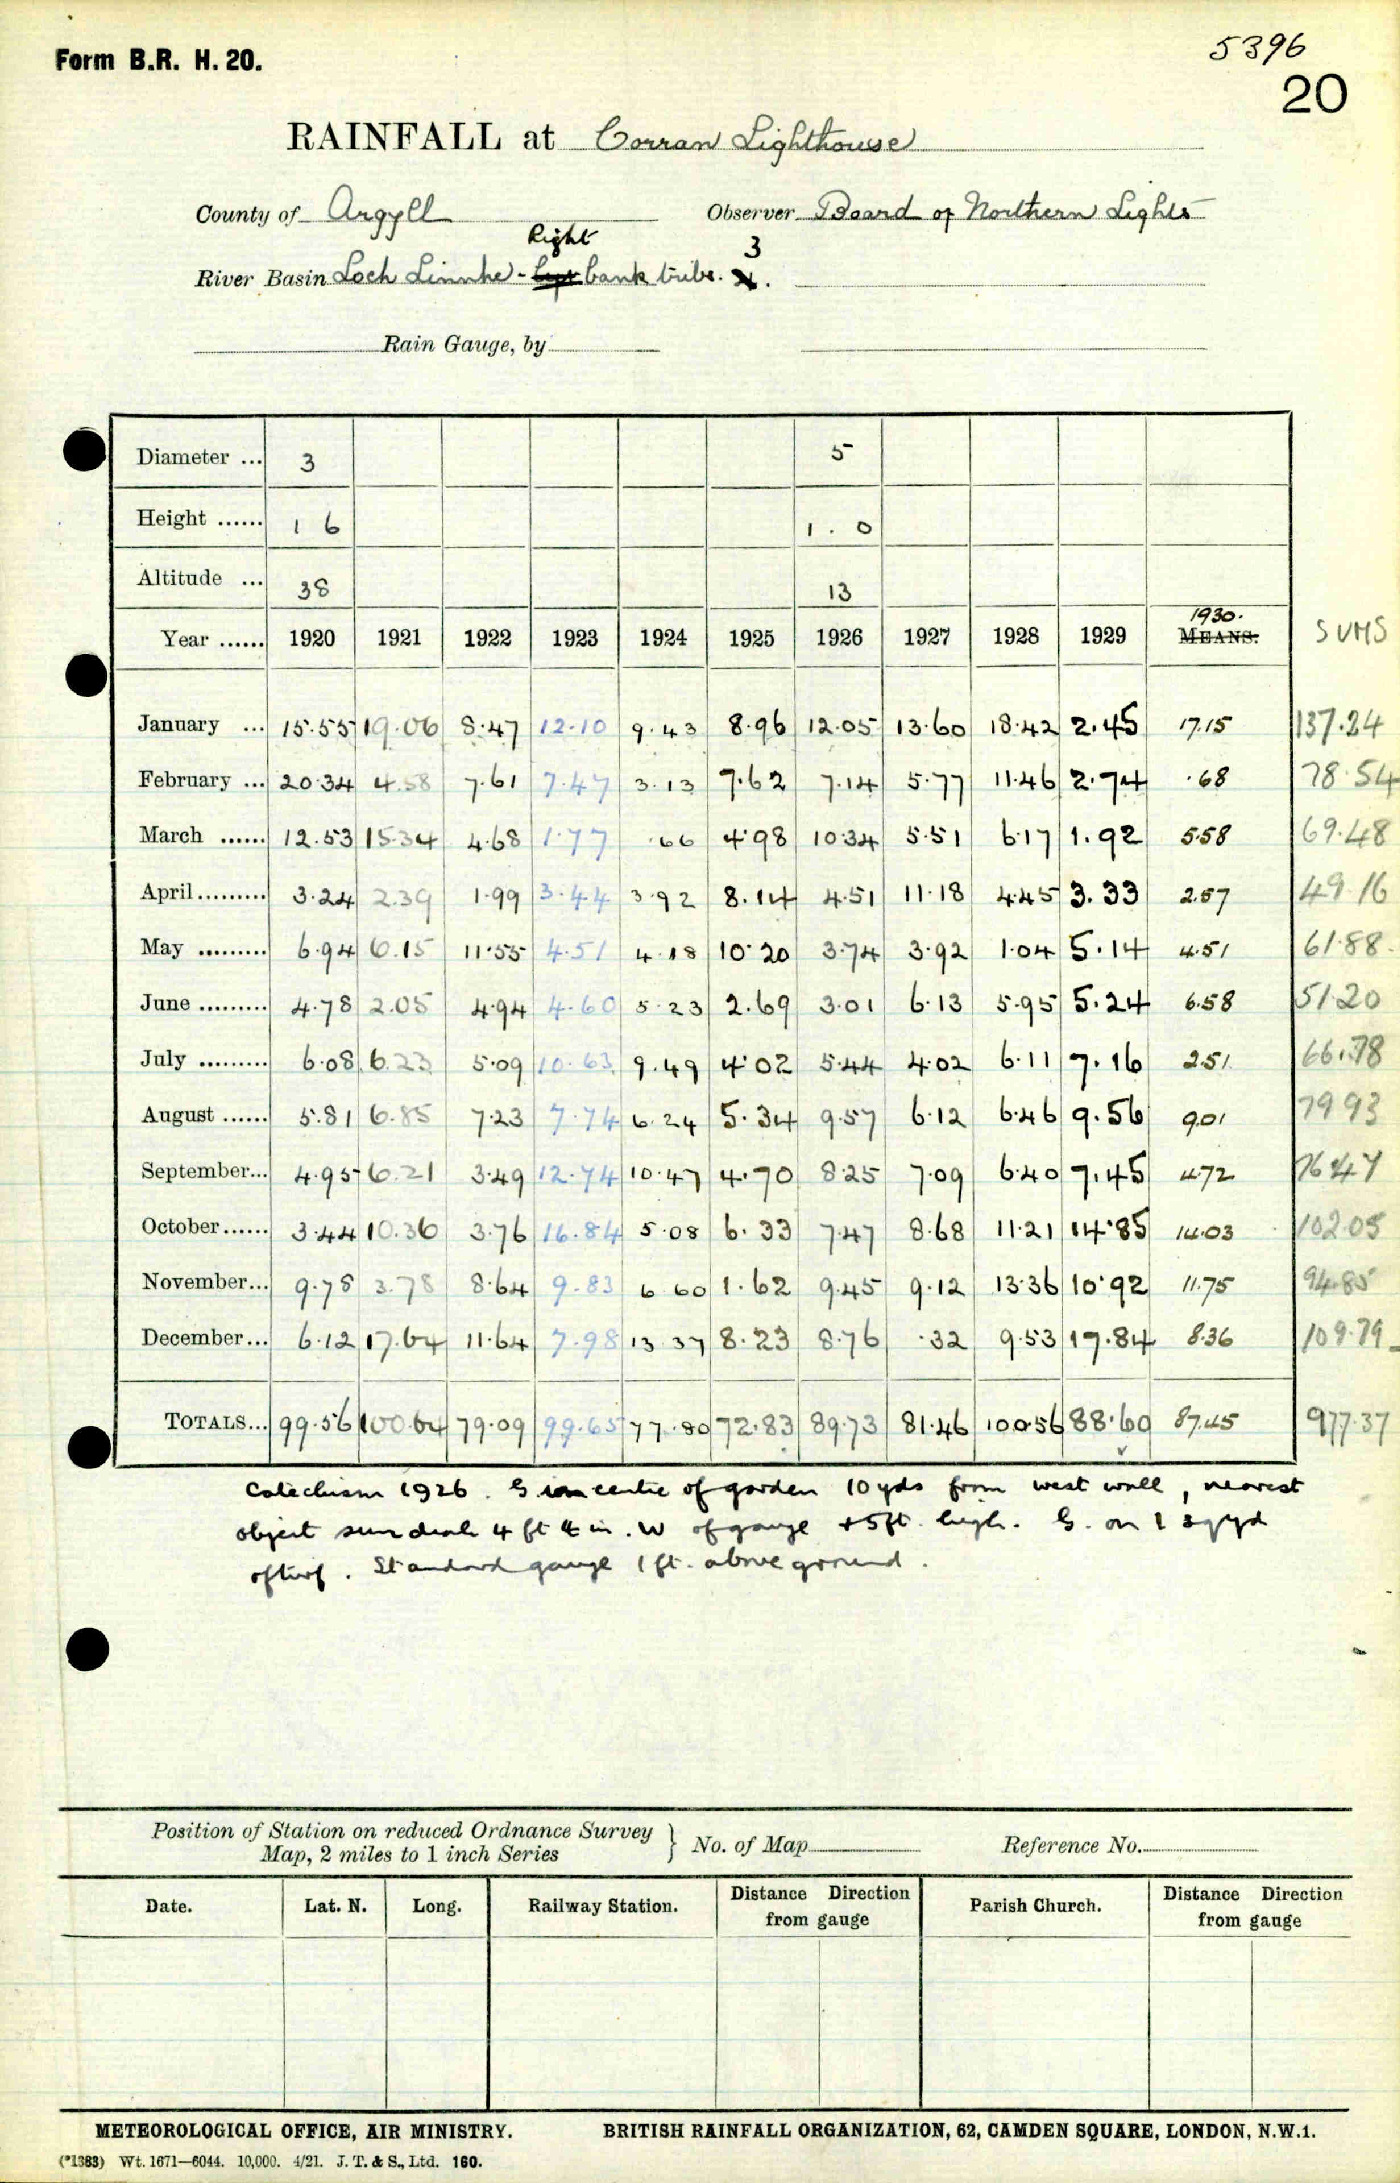 Form B.R. H. 20.
5396
20
RAINFALL at Corran Lighthouse
County of Argyll Observer Board of Northern Lights
Right 3
River Basin Loch Linnhe - left bank tribs. 4.
Rain Gauge, by
Diameter ... 3 5
Height ...... 1 6 1 . 0
Altitude ... 38 13
1930.
Year ...... 1920 1921 1922 1923 1924 1925 1926 1927 1928 1929 MEANS. SUMS
January ... 15.55 19.06 8.47 12.10 9.43 8.96 12.05 13.60 18.42 2.45 17.15 137.24
February ... 20.34 4.58 7.61 7.47 3.13 7.62 7.14 5.77 11.46 2.74 .68 78.54
March ...... 12.53 15.34 4.68 1.77 .66 4.98 10.34 5.51 6.17 1.92 5.58 69.48
April ......... 3.24 2.39 1.99 3.44 3.92 8.14 4.51 11.18 4.45 3.33 2.57 49.16
May ......... 6.94 6.15 11.55 4.51 4.18 10.20 3.74 3.92 1.04 5.14 4.51 61.88
June ......... 4.78 2.05 4.94 4.60 5.23 2.69 3.01 6.13 5.95 5.24 6.58 51.20
July ......... 6.08 6.23 5.09 10.63 9.49 4.02 5.44 4.02 6.11 7.16 2.51 66.78
August ...... 5.81 6.85 7.23 7.74 6.24 5.34 9.57 6.12 6.46 9.56 9.01 79.93
September... 4.95 6.21 3.49 12.74 10.47 4.70 8.25 7.09 6.40 7.45 4.72 76.47
October ...... 3.44 10.36 3.76 16.84 5.08 6.33 7.47 8.68 11.21 14.85 14.03 102.05
November... 9.78 3.78 8.64 9.83 6.60 1.62 9.45 9.12 13.36 10.92 11.75 94.85
December... 6.12 17.64 11.64 7.98 13.37 8.23 8.76 .32 9.53 17.84 8.36 109.79
TOTALS... 99.56 100.64 79.09 99.65 77.80 72.83 89.73 81.46 100.56 88.60 87.45 977.37
Catechism 1926. G in centre of garden 10 yds from west wall, nearest
object sun dial 4 ft 4 in. W of gauge + 5ft. high. G. on 1 sq yd
of turf. Standard gauge 1 ft. above ground.
Position of Station on reduced Ordnance Survey
Map, 2 miles to 1 inch Series } No. of Map Reference No.
Date. Lat. N. Long. Railway Station. Distance Direction from gauge Parish Church. Distance Direction from gauge
METEOROLOGICAL OFFICE, AIR MINISTRY. BRITISH RAINFALL ORGANIZATION, 62, CAMDEN SQUARE, LONDON, N.W.1.
(*1383) Wt. 1671—6044. 10,000. 4/21. J. T. & S., Ltd. 160.